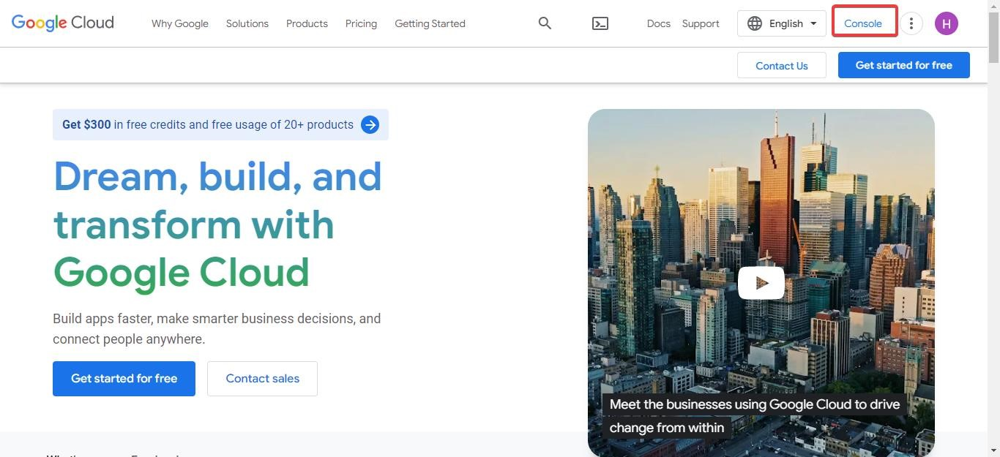 Google Cloud
Why Google
Solutions
Products
Pricing
Getting Started
Docs
Support
English
Console
H
Contact Us
Get started for free
Get $300 in free credits and free usage of 20+ products
Dream, build, and
transform with
Google Cloud
Build apps faster, make smarter business decisions, and
connect people anywhere.
Get started for free
Contact sales
Meet the businesses using Google Cloud to drive
change from within